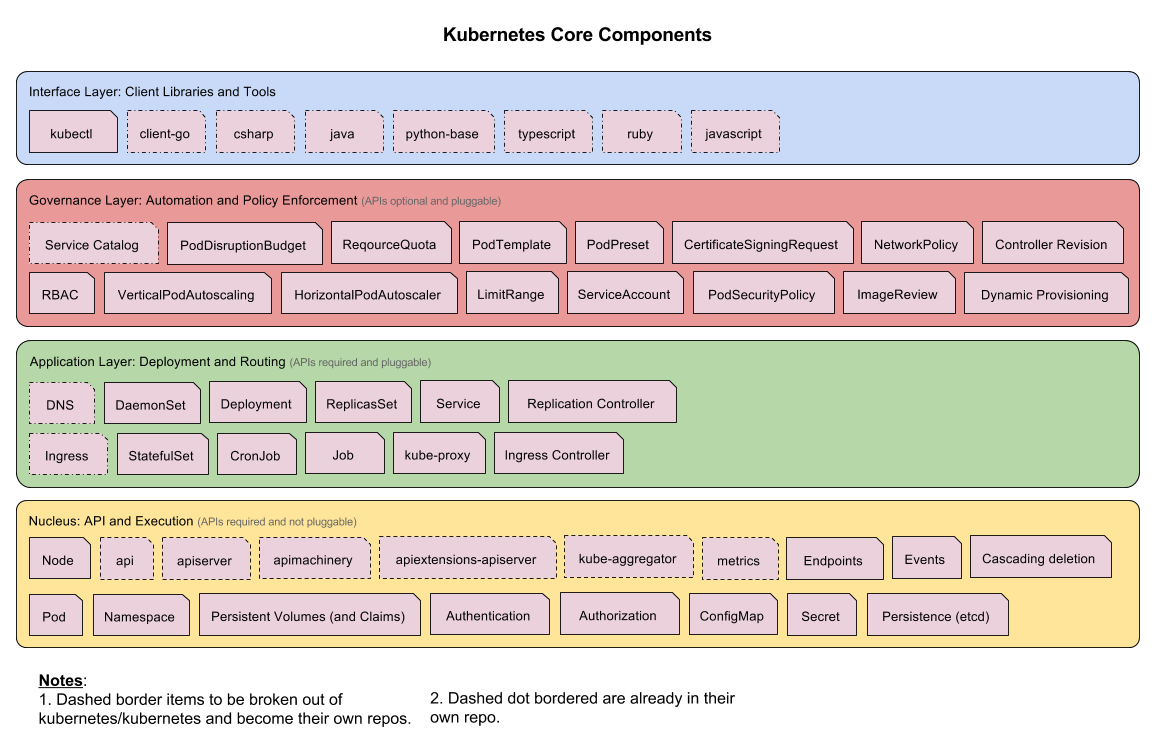 Kubernetes Core Components
Interface Layer: Client Libraries and Tools
kubectl client-go csharp java python-base typescript ruby javascript
Governance Layer: Automation and Policy Enforcement (APIs optional and pluggable)
Service Catalog PodDisruptionBudget ReqourceQuota PodTemplate PodPreset CertificateSigningRequest NetworkPolicy Controller Revision
RBAC VerticalPodAutoscaling HorizontalPodAutoscaler LimitRange ServiceAccount PodSecurityPolicy ImageReview Dynamic Provisioning
Application Layer: Deployment and Routing (APIs required and pluggable)
DNS DaemonSet Deployment ReplicasSet Service Replication Controller
Ingress StatefulSet CronJob Job kube-proxy Ingress Controller
Nucleus: API and Execution (APIs required and not pluggable)
Node api apiserver apimachinery apiextensions-apiserver kube-aggregator metrics Endpoints Events Cascading deletion
Pod Namespace Persistent Volumes (and Claims) Authentication Authorization ConfigMap Secret Persistence (etcd)
Notes:
1. Dashed border items to be broken out of
kubernetes/kubernetes and become their own repos.
2. Dashed dot bordered are already in their
own repo.